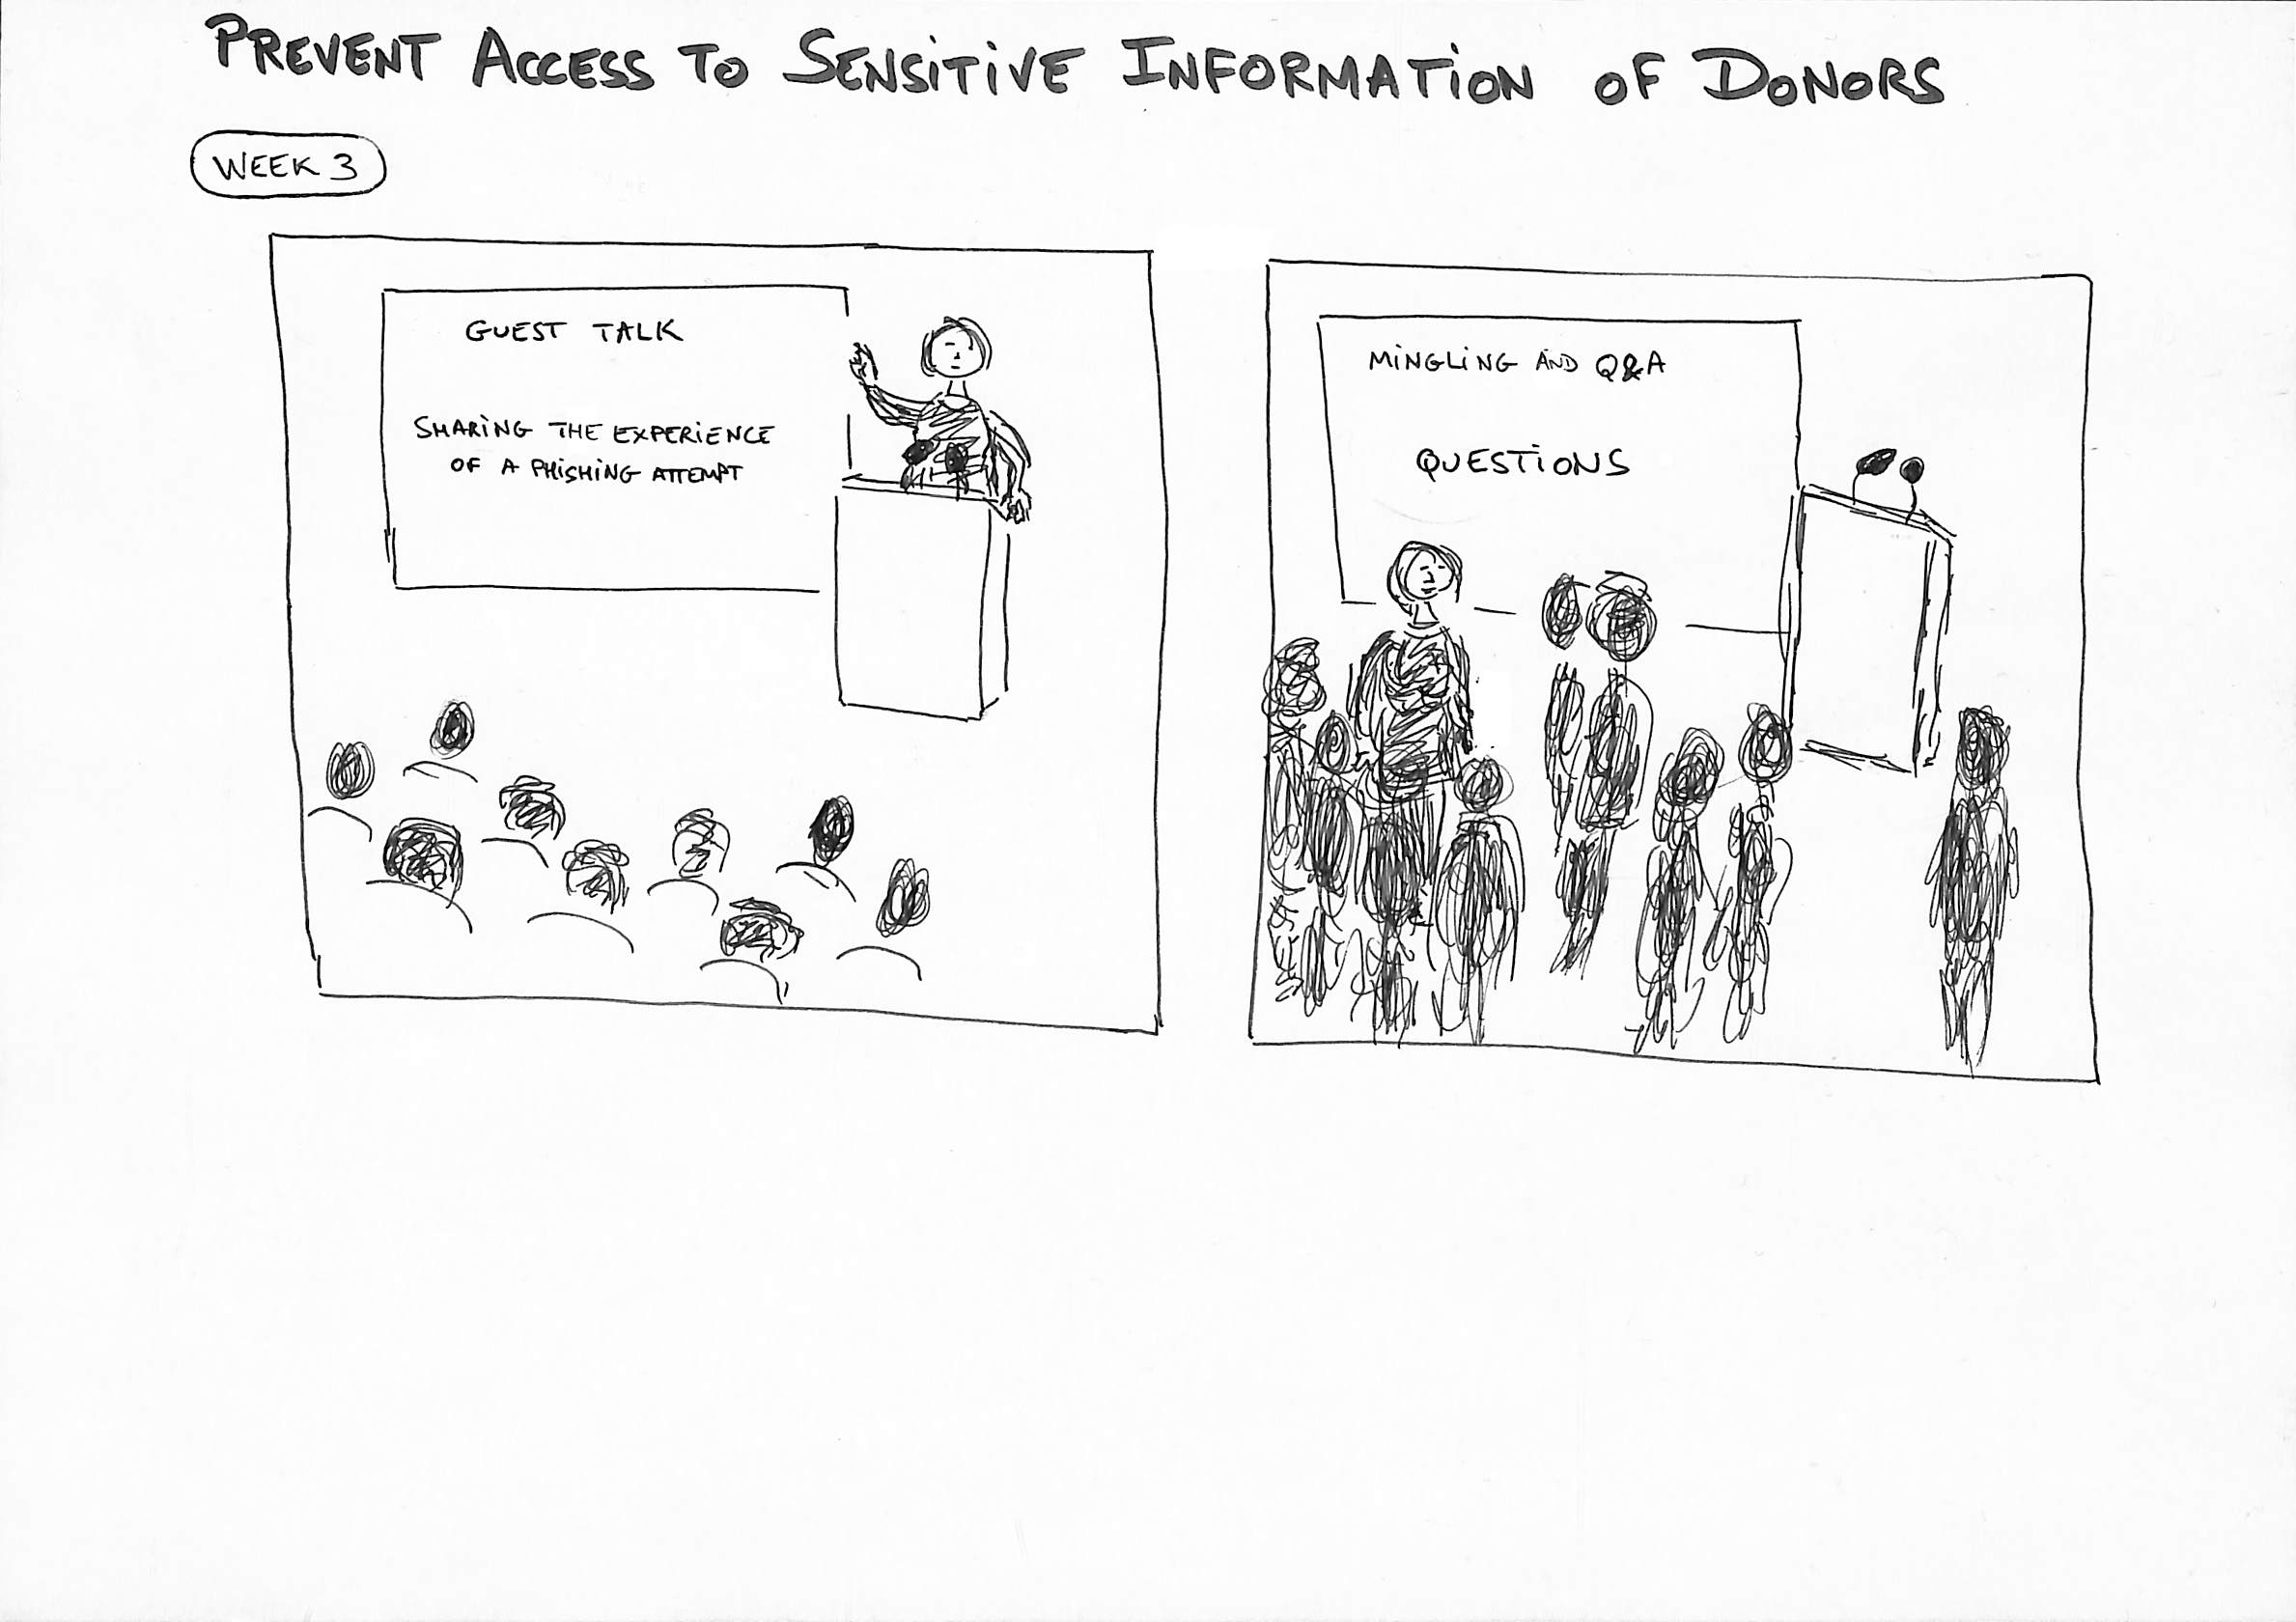 PREVENT ACCESS TO SENSITIVE INFORMATION OF DONORS
WEEK 3
GUEST TALK
SHARING THE EXPERIENCE
OF A PHISHING ATTEMPT
MINGLING AND Q&A
QUESTIONS